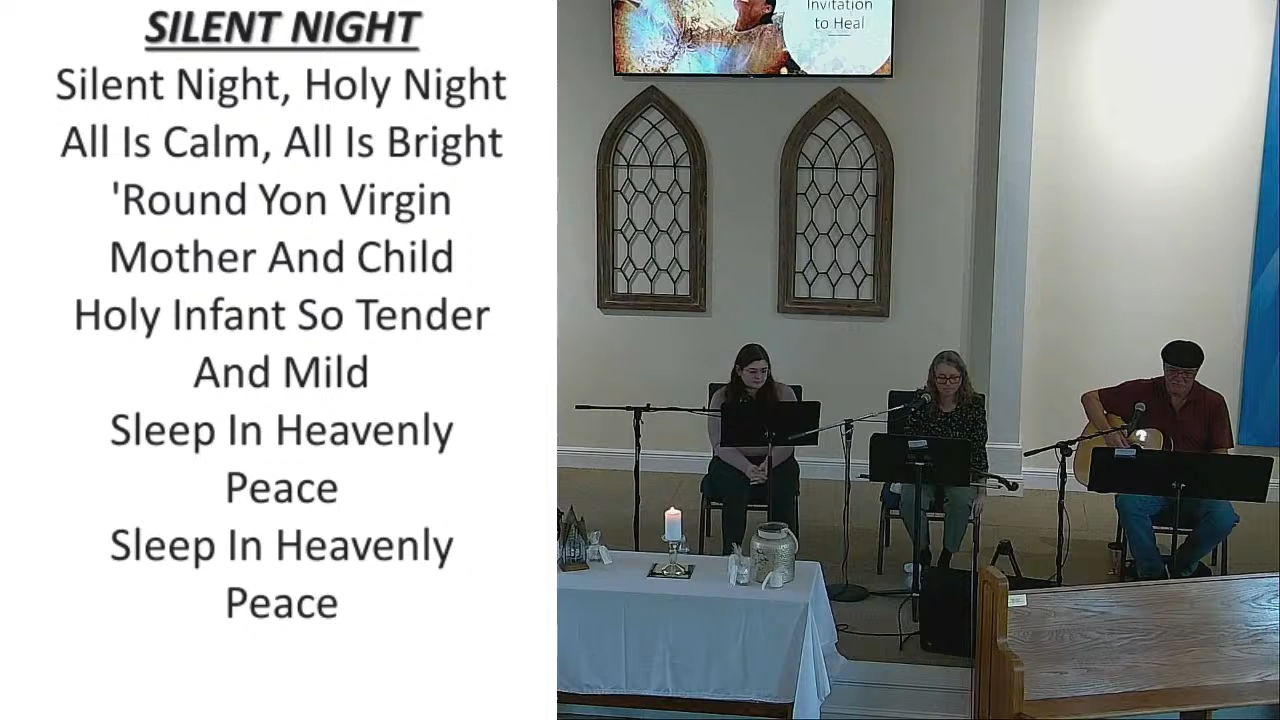 SILENT NIGHT
Silent Night, Holy Night
All Is Calm, All Is Bright
'Round Yon Virgin
Mother And Child
Holy Infant So Tender
And Mild
Sleep In Heavenly
Peace
Sleep In Heavenly
Peace
Invitation
to Heal